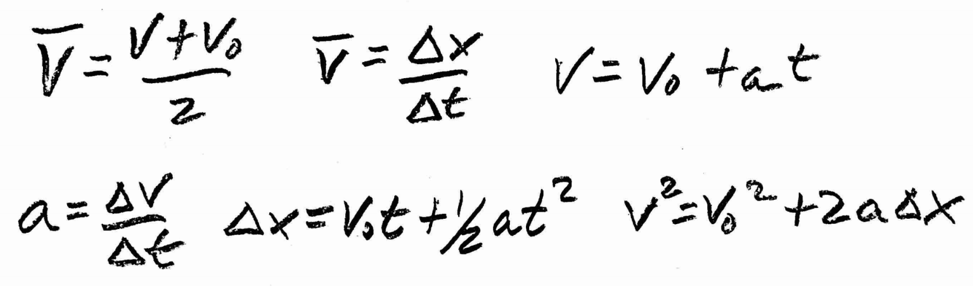 V̅ = (V + V₀)/2   V̅ = Δx/Δt   V = V₀ + at
a = ΔV/Δt   Δx = V₀t + ½at²   V² = V₀² + 2aΔx